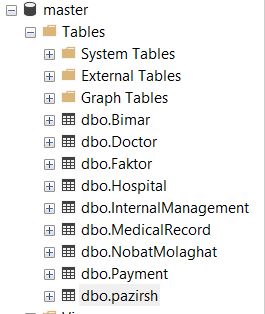 master
Tables
System Tables
External Tables
Graph Tables
dbo.Bimar
dbo.Doctor
dbo.Faktor
dbo.Hospital
dbo.InternalManagement
dbo.MedicalRecord
dbo.NobatMolaghat
dbo.Payment
dbo.pazirsh